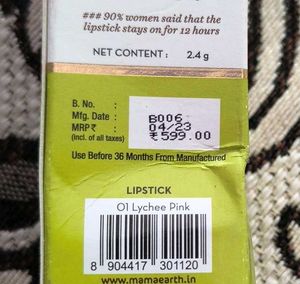 ### 90% women said that the
lipstick stays on for 12 hours
NET CONTENT : 2.4 g
B. No. : B006
Mfg. Date : 04/23
MRP ₹ : ₹ 599.00
(incl. of all taxes)
Use Before 36 Months From Manufactured
LIPSTICK
01 Lychee Pink
8 904417 301120
www.mamaearth.in